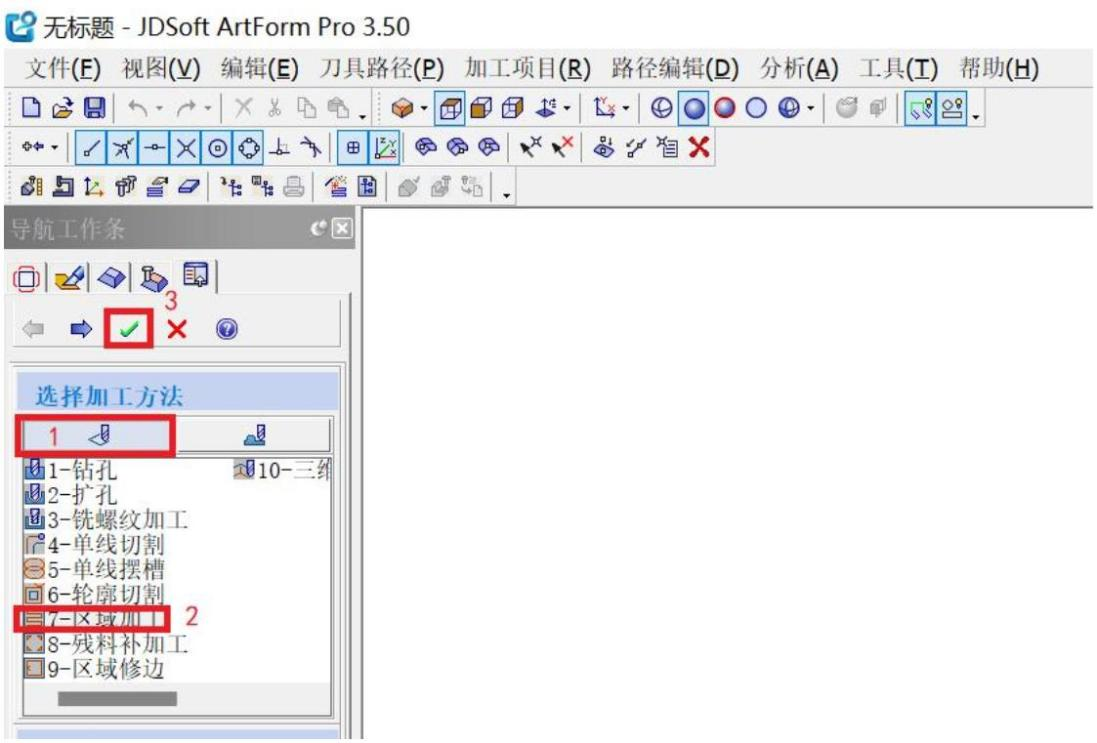 无标题 - JDSoft ArtForm Pro 3.50
文件(F) 视图(V) 编辑(E) 刀具路径(P) 加工项目(R) 路径编辑(D) 分析(A) 工具(T) 帮助(H)
导航工作条
3
选择加工方法
1
1-钻孔 10-三维
2-扩孔
3-铣螺纹加工
4-单线切割
5-单线摆槽
6-轮廓切割
7-区域加工 2
8-残料补加工
9-区域修边